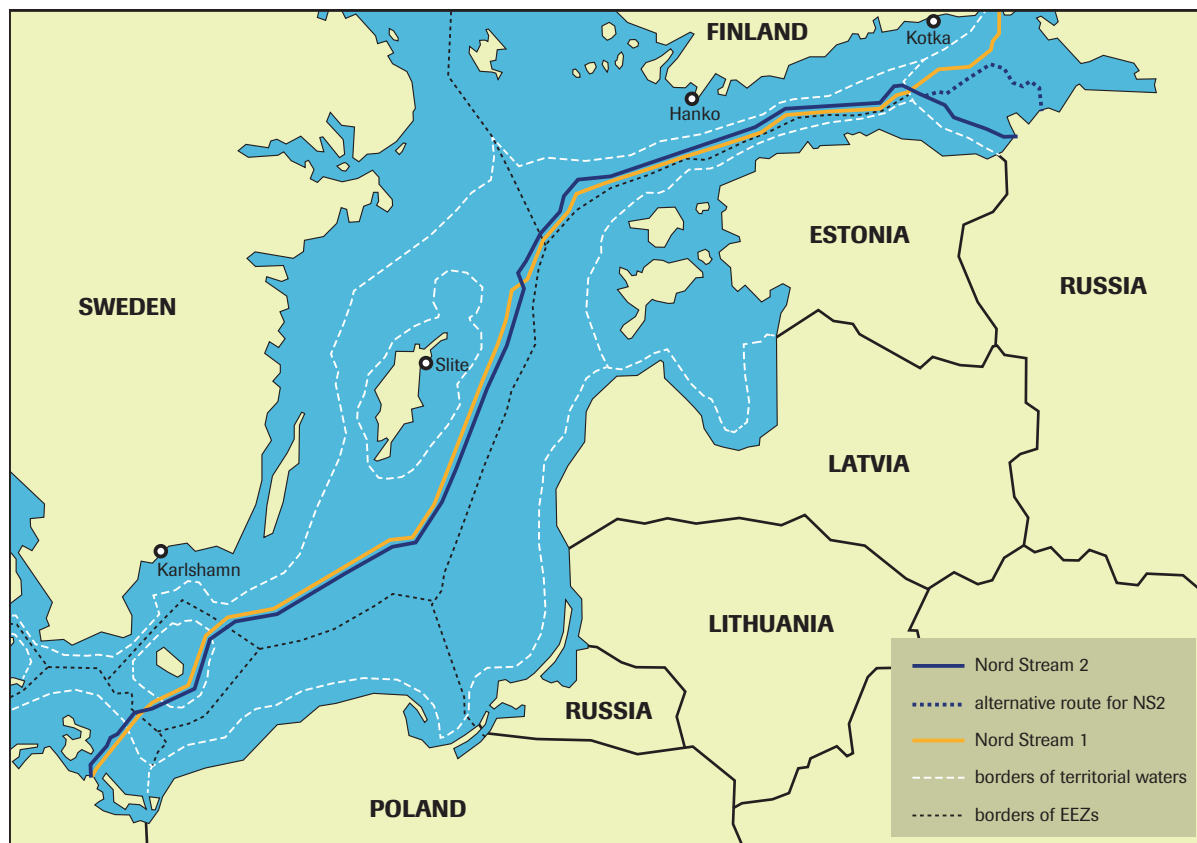 FINLAND
Kotka
Hanko
ESTONIA
RUSSIA
SWEDEN
Slite
LATVIA
Karlshamn
LITHUANIA
RUSSIA
POLAND
Nord Stream 2
alternative route for NS2
Nord Stream 1
borders of territorial waters
borders of EEZs